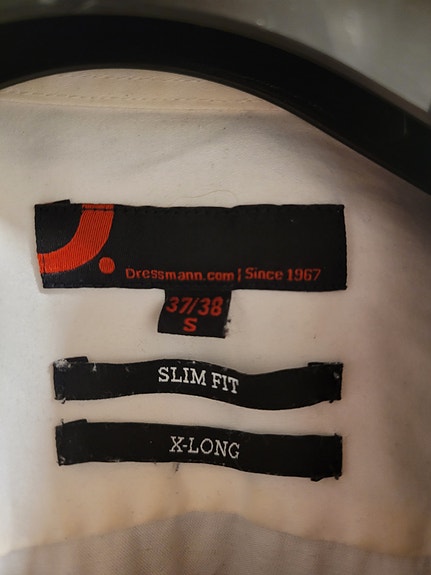 Dressmann.com | Since 1967
37/38
S
SLIM FIT
X-LONG